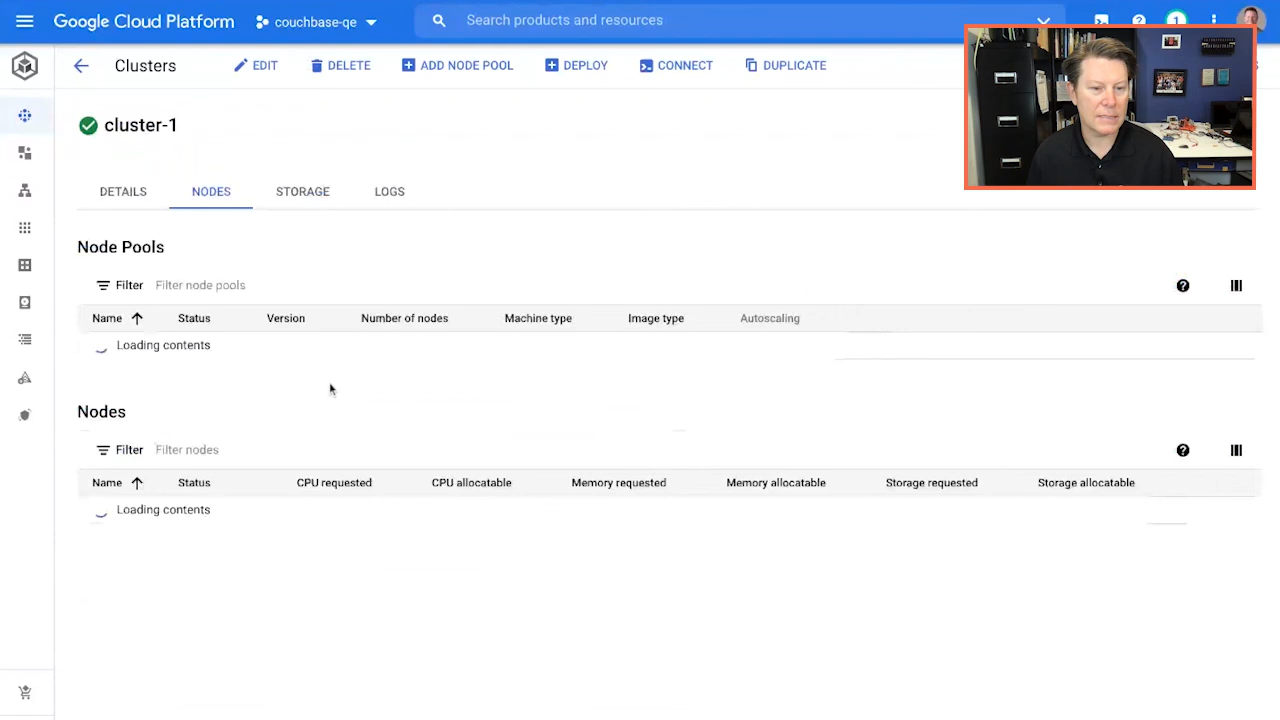 Google Cloud Platform couchbase-qe Search products and resources 1
Clusters EDIT DELETE ADD NODE POOL DEPLOY CONNECT DUPLICATE
cluster-1
DETAILS NODES STORAGE LOGS
Node Pools
Filter Filter node pools
Name Status Version Number of nodes Machine type Image type Autoscaling
Loading contents
Nodes
Filter Filter nodes
Name Status CPU requested CPU allocatable Memory requested Memory allocatable Storage requested Storage allocatable
Loading contents